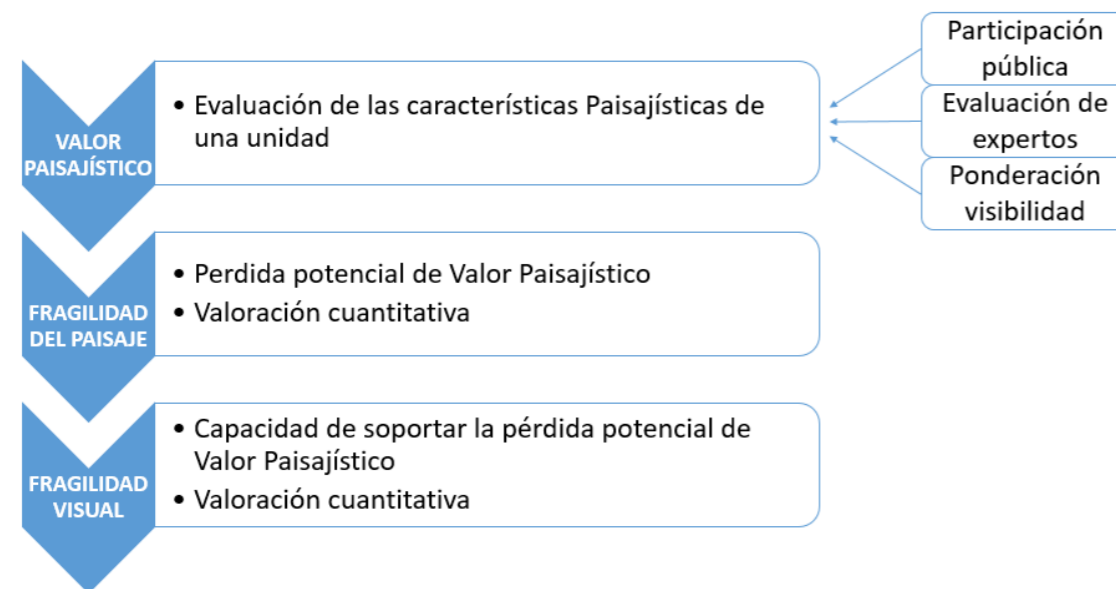 VALOR
PAISAJÍSTICO
• Evaluación de las características Paisajísticas de
una unidad
Participación
pública
Evaluación de
expertos
Ponderación
visibilidad
FRAGILIDAD
DEL PAISAJE
• Perdida potencial de Valor Paisajístico
• Valoración cuantitativa
FRAGILIDAD
VISUAL
• Capacidad de soportar la pérdida potencial de
Valor Paisajístico
• Valoración cuantitativa